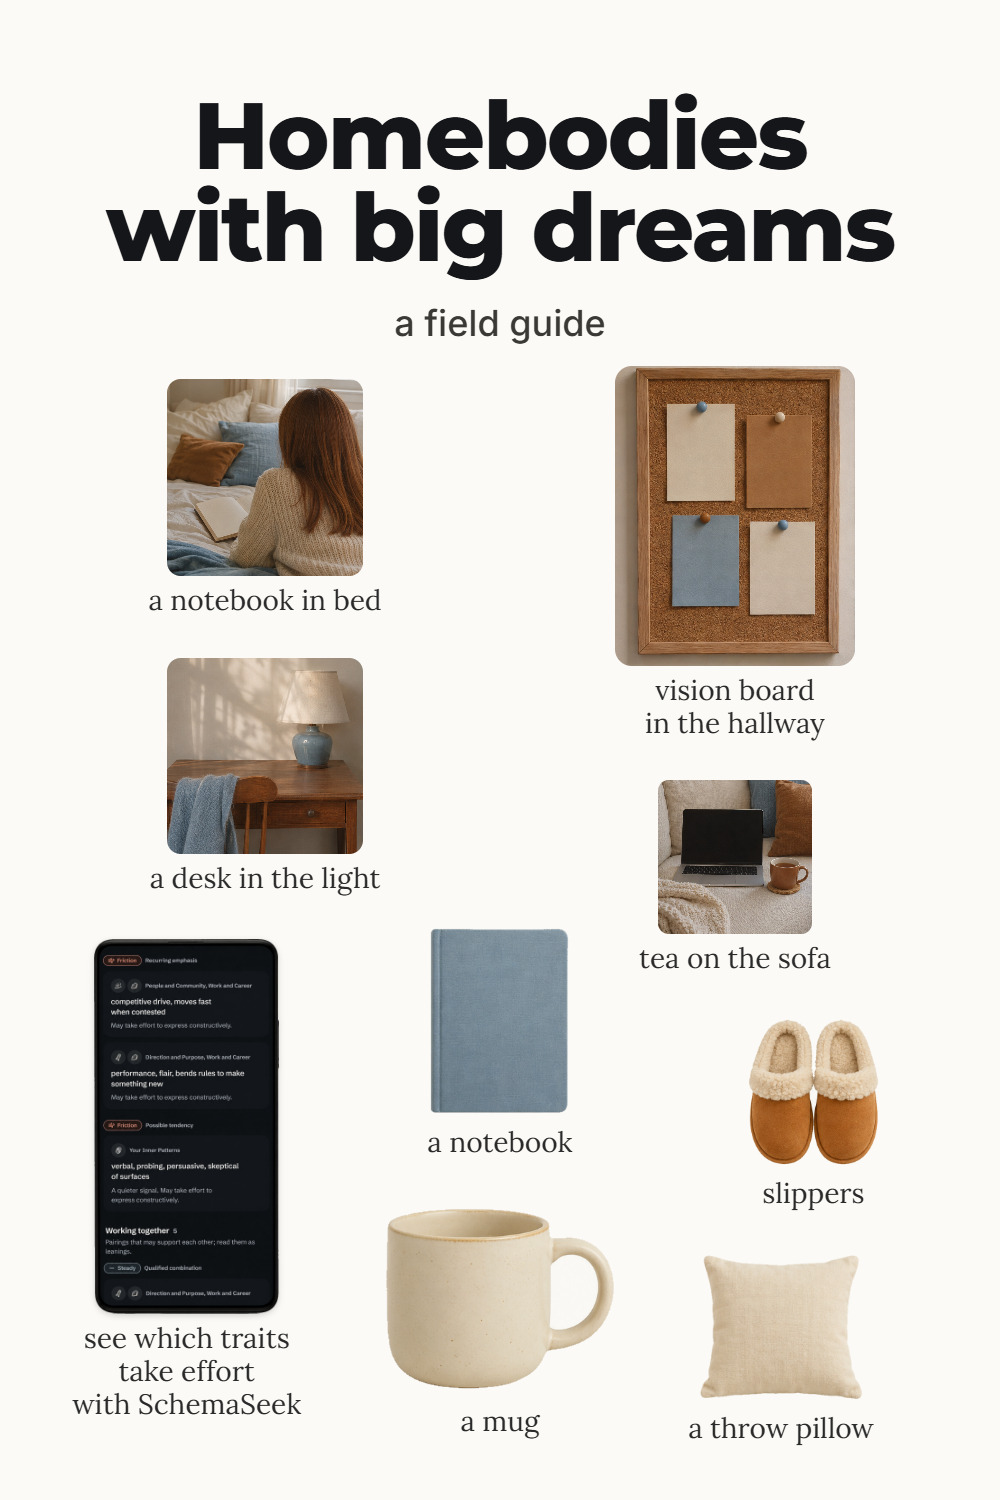 Homebodies
with big dreams
a field guide
a notebook in bed
vision board
in the hallway
a desk in the light
tea on the sofa
Friction Recurring emphasis
People and Community, Work and Career
competitive drive, moves fast
when contested
May take effort to express constructively.
Direction and Purpose, Work and Career
performance, flair, bends rules to make
something new
May take effort to express constructively.
Friction Possible tendency
Your Inner Patterns
verbal, probing, persuasive, skeptical
of surfaces
A quieter signal. May take effort to
express constructively.
Working together 5
Pairings that may support each other; read them as
leanings.
Steady Qualified combination
Direction and Purpose, Work and Career
see which traits
take effort
with SchemaSeek
a notebook
slippers
a mug
a throw pillow